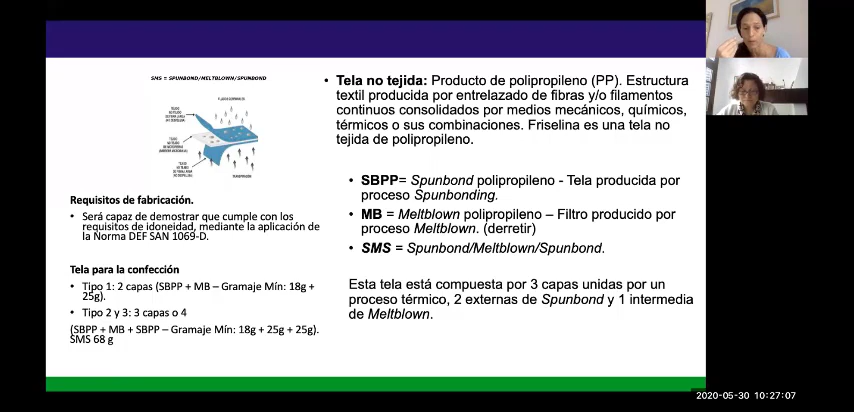 SMS = SPUNBOND/MELTBLOWN/SPUNBOND
Requisitos de fabricación.
• Será capaz de demostrar que cumple con los
requisitos de idoneidad, mediante la aplicación de
la Norma DEF SAN 1069-D.
Tela para la confección
• Tipo 1: 2 capas (SBPP + MB – Gramaje Mín: 18g +
25g).
• Tipo 2 y 3: 3 capas o 4
(SBPP + MB + SBPP – Gramaje Mín: 18g + 25g + 25g).
SMS 68 g
• Tela no tejida: Producto de polipropileno (PP). Estructura
textil producida por entrelazado de fibras y/o filamentos
continuos consolidados por medios mecánicos, químicos,
térmicos o sus combinaciones. Friselina es una tela no
tejida de polipropileno.
• SBPP= Spunbond polipropileno - Tela producida por
proceso Spunbonding.
• MB = Meltblown polipropileno – Filtro producido por
proceso Meltblown. (derretir)
• SMS = Spunbond/Meltblown/Spunbond.
Esta tela está compuesta por 3 capas unidas por un
proceso térmico, 2 externas de Spunbond y 1 intermedia
de Meltblown.
2020-05-30 10:27:07